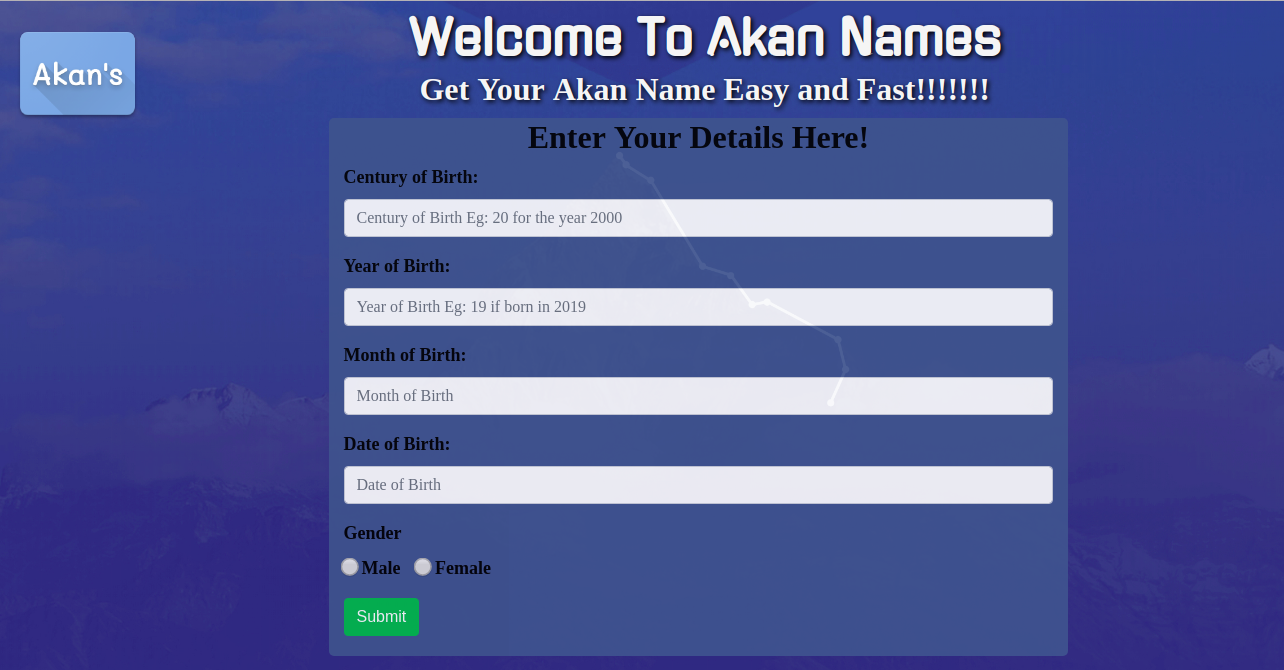 Welcome To Akan Names
Akan's
Get Your Akan Name Easy and Fast!!!!!!!
Enter Your Details Here!
Century of Birth:
Century of Birth Eg: 20 for the year 2000
Year of Birth:
Year of Birth Eg: 19 if born in 2019
Month of Birth:
Month of Birth
Date of Birth:
Date of Birth
Gender
Male Female
Submit